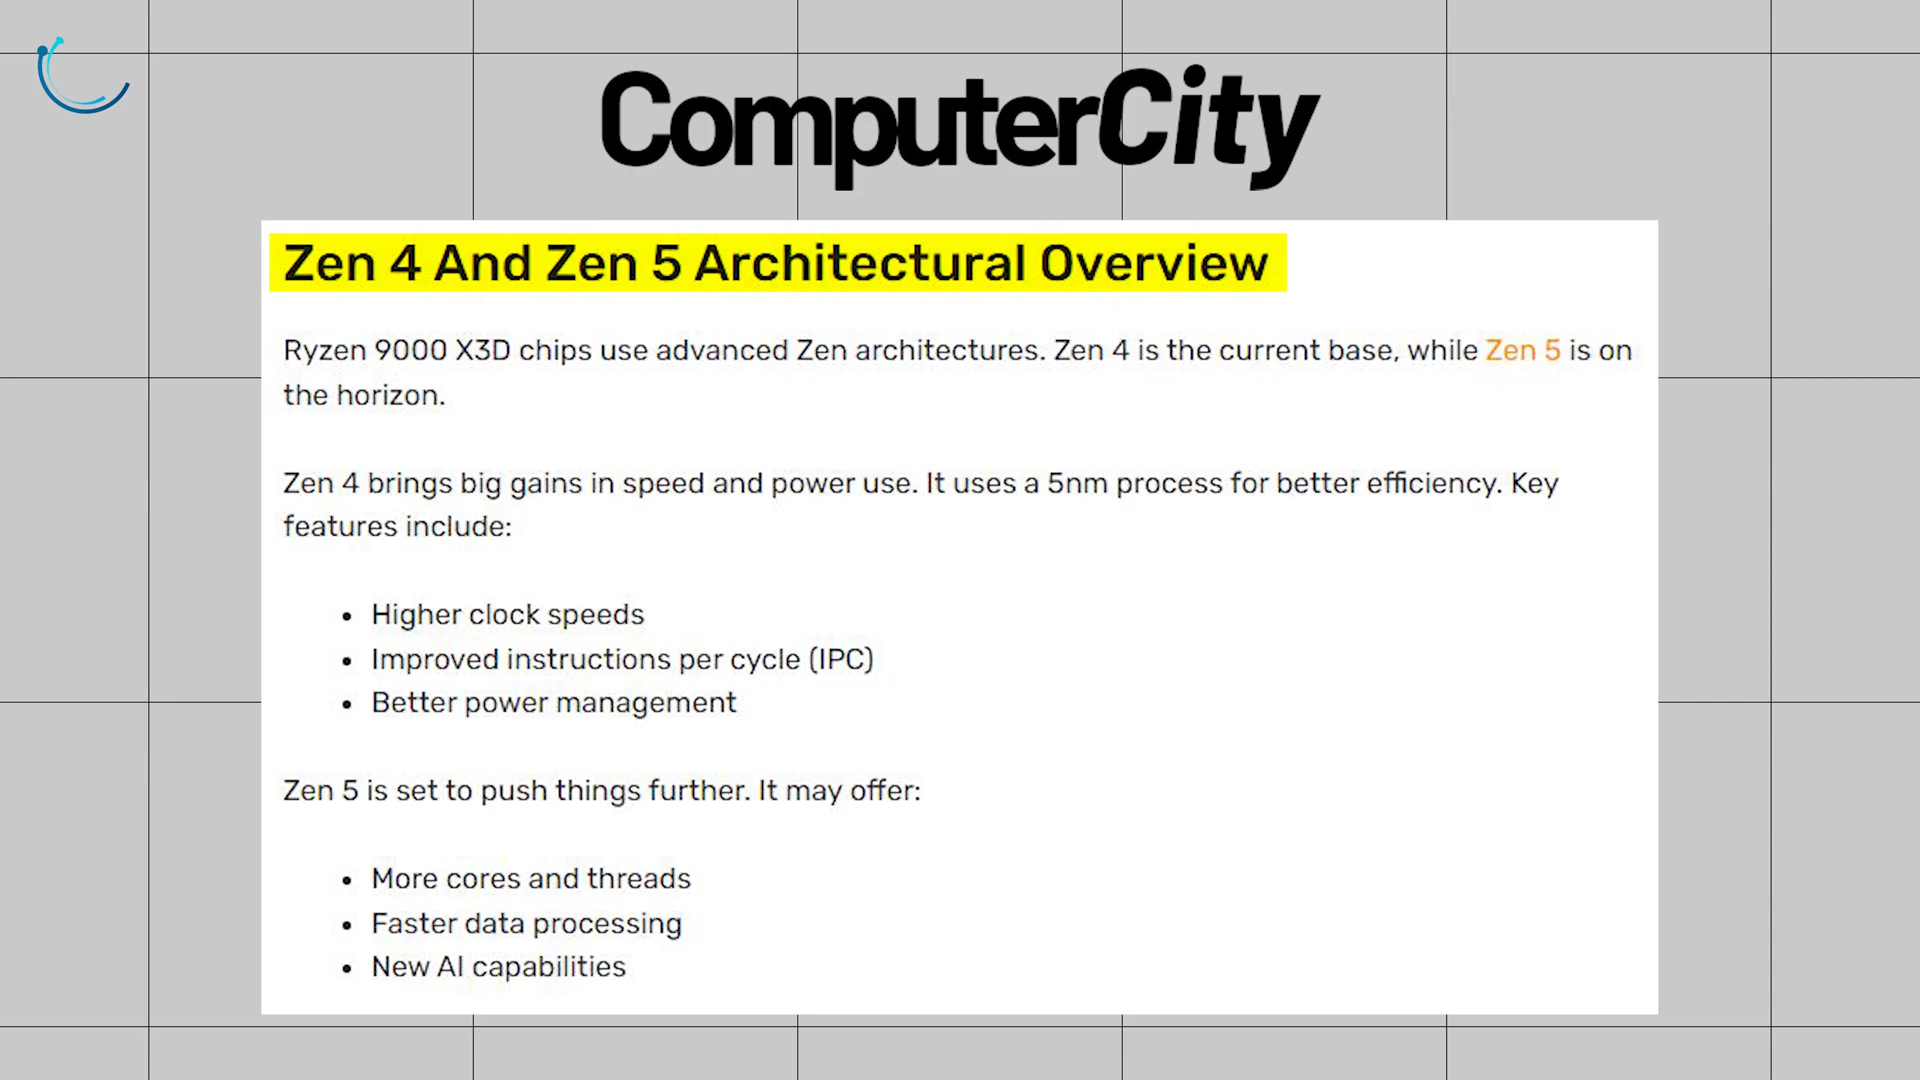 ComputerCity
Zen 4 And Zen 5 Architectural Overview
Ryzen 9000 X3D chips use advanced Zen architectures. Zen 4 is the current base, while Zen 5 is on
the horizon.
Zen 4 brings big gains in speed and power use. It uses a 5nm process for better efficiency. Key
features include:
• Higher clock speeds
• Improved instructions per cycle (IPC)
• Better power management
Zen 5 is set to push things further. It may offer:
• More cores and threads
• Faster data processing
• New AI capabilities